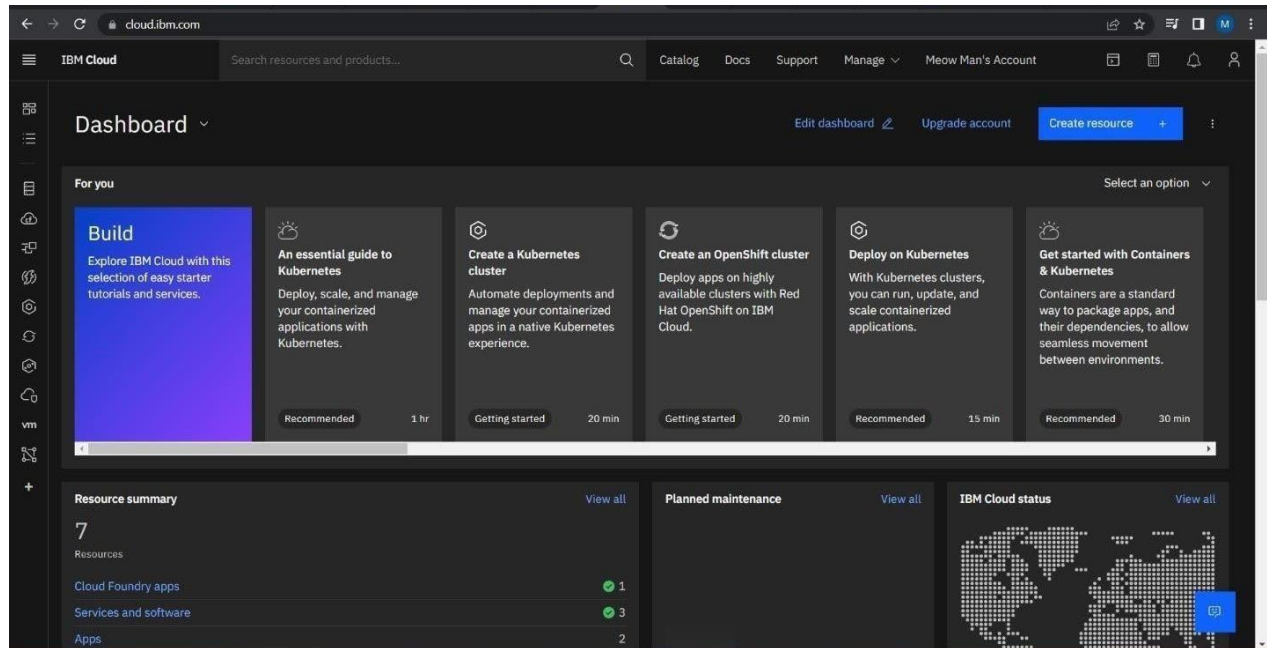 cloud.ibm.com
M
IBM Cloud
Search resources and products...
Catalog
Docs
Support
Manage
Meow Man's Account
Dashboard
Edit dashboard
Upgrade account
Create resource +
For you
Select an option
Build
Explore IBM Cloud with this
selection of easy starter
tutorials and services.
An essential guide to
Kubernetes
Deploy, scale, and manage
your containerized
applications with
Kubernetes.
Recommended
1 hr
Create a Kubernetes
cluster
Automate deployments and
manage your containerized
apps in a native Kubernetes
experience.
Getting started
20 min
Create an OpenShift cluster
Deploy apps on highly
available clusters with Red
Hat OpenShift on IBM
Cloud.
Getting started
20 min
Deploy on Kubernetes
With Kubernetes clusters,
you can run, update, and
scale containerized
applications.
Recommended
15 min
Get started with Containers
& Kubernetes
Containers are a standard
way to package apps, and
their dependencies, to allow
seamless movement
between environments.
Recommended
30 min
vm
Resource summary
View all
7
Resources
Cloud Foundry apps
1
Services and software
3
Apps
2
Planned maintenance
View all
IBM Cloud status
View all